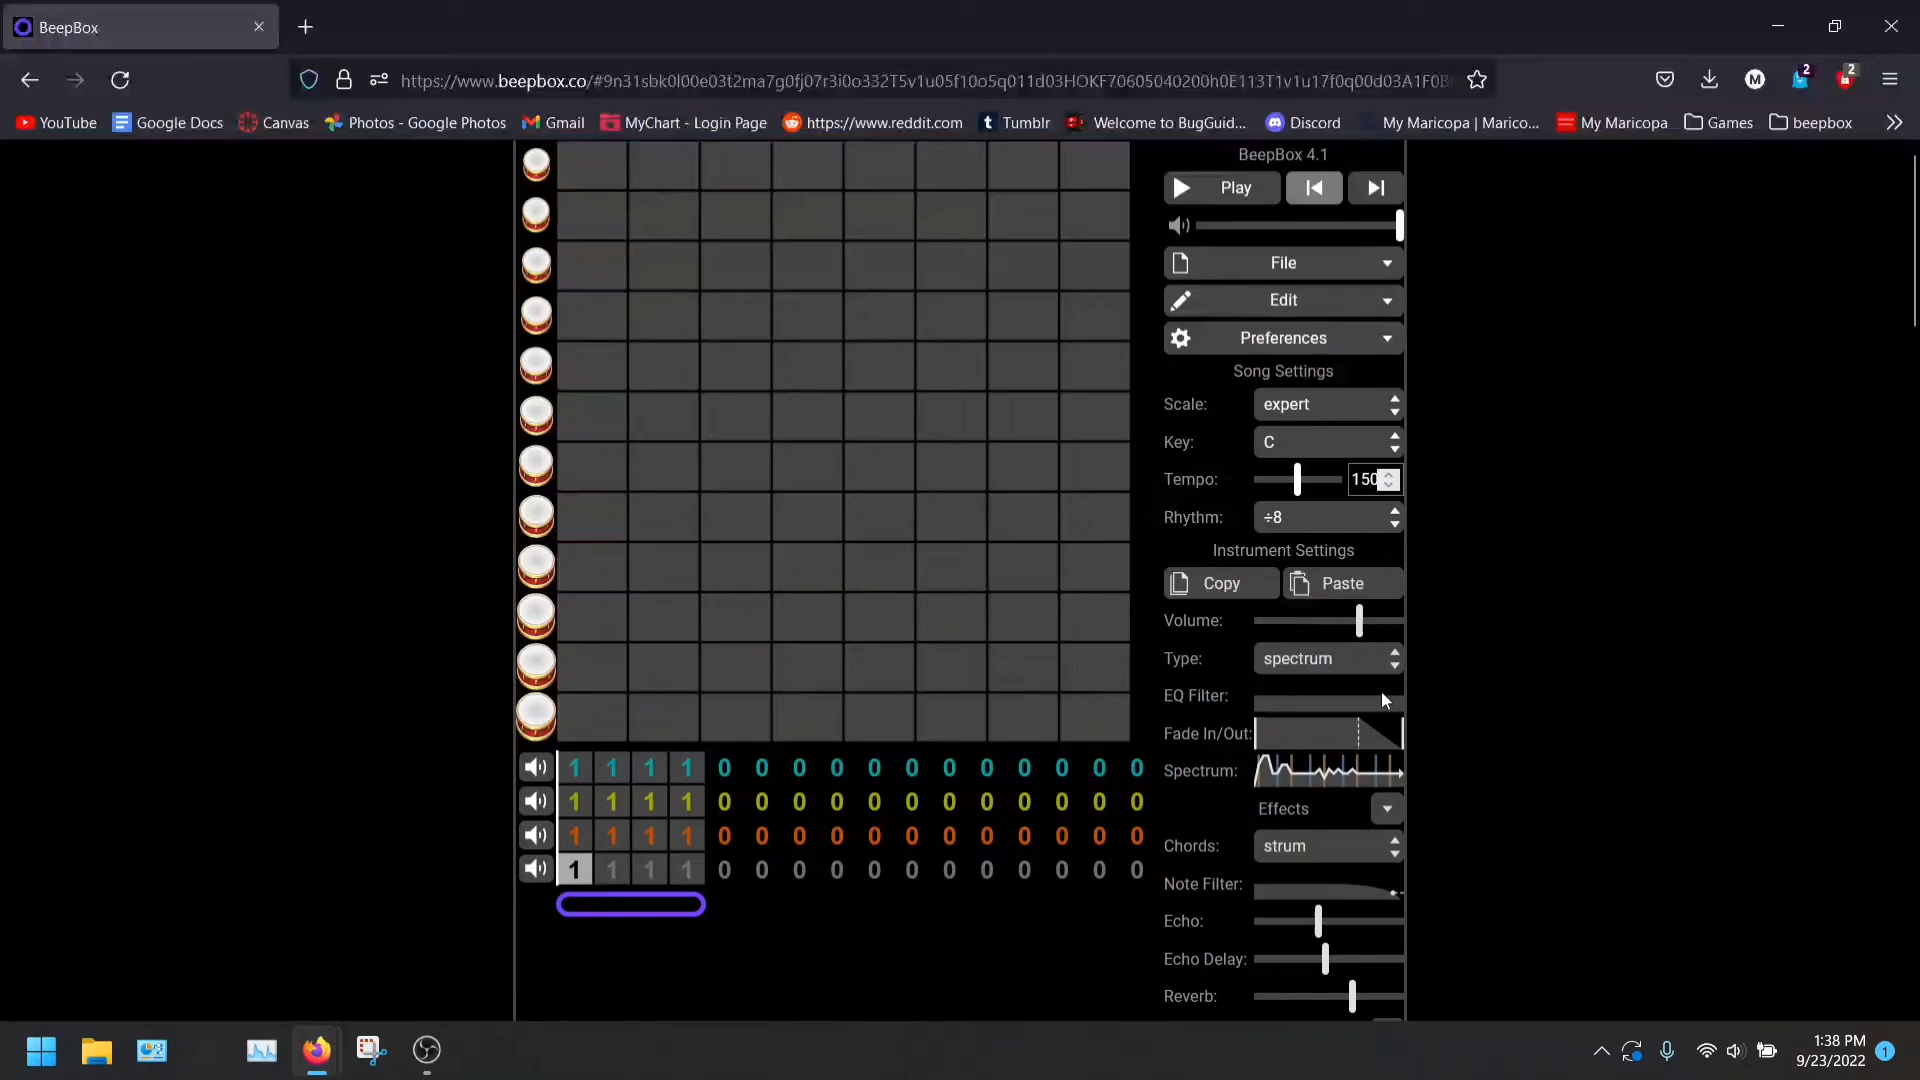 BeepBox
https://www.beepbox.co/#9n31sbk0l00e03t2ma7g0fj07r3i0o332T5v1u05f10o5q011d03HOKF70605040200h0E113T1v1u17f0q00d03A1F0B
2
2
YouTube
Google Docs
Canvas
Photos - Google Photos
Gmail
MyChart - Login Page
https://www.reddit.com
Tumblr
Welcome to BugGuid...
Discord
My Maricopa | Marico...
My Maricopa
Games
beepbox
BeepBox 4.1
Play
File
Edit
Preferences
Song Settings
Scale: expert
Key: C
Tempo: 150
Rhythm: ÷8
Instrument Settings
Copy Paste
Volume:
Type: spectrum
EQ Filter:
Fade In/Out:
Spectrum:
Effects
Chords: strum
Note Filter:
Echo:
Echo Delay:
Reverb:
1 1 1 1 0 0 0 0 0 0 0 0 0 0 0 0
1 1 1 1 0 0 0 0 0 0 0 0 0 0 0 0
1 1 1 1 0 0 0 0 0 0 0 0 0 0 0 0
1 1 1 1 0 0 0 0 0 0 0 0 0 0 0 0
1:38 PM
9/23/2022
1